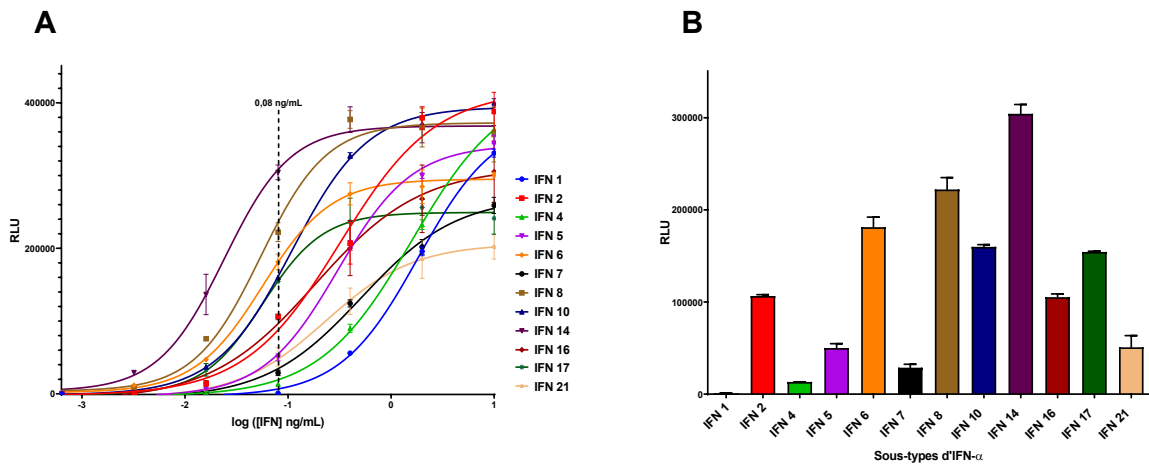 A
B
0,08 ng/mL
400000
200000
0
RLU
-3
-2
-1
0
1
log ([IFN] ng/mL)
IFN 1
IFN 2
IFN 4
IFN 5
IFN 6
IFN 7
IFN 8
IFN 10
IFN 14
IFN 16
IFN 17
IFN 21
300000
200000
100000
0
RLU
IFN 1
IFN 2
IFN 4
IFN 5
IFN 6
IFN 7
IFN 8
IFN 10
IFN 14
IFN 16
IFN 17
IFN 21
Sous-types d'IFN-α